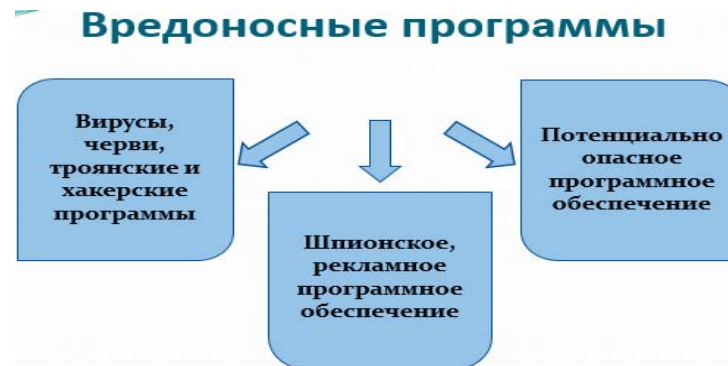 Вредоносные программы
Вирусы,
черви,
троянские и
хакерские
программы
Шпионское,
рекламное
программное
обеспечение
Потенциально
опасное
программное
обеспечение